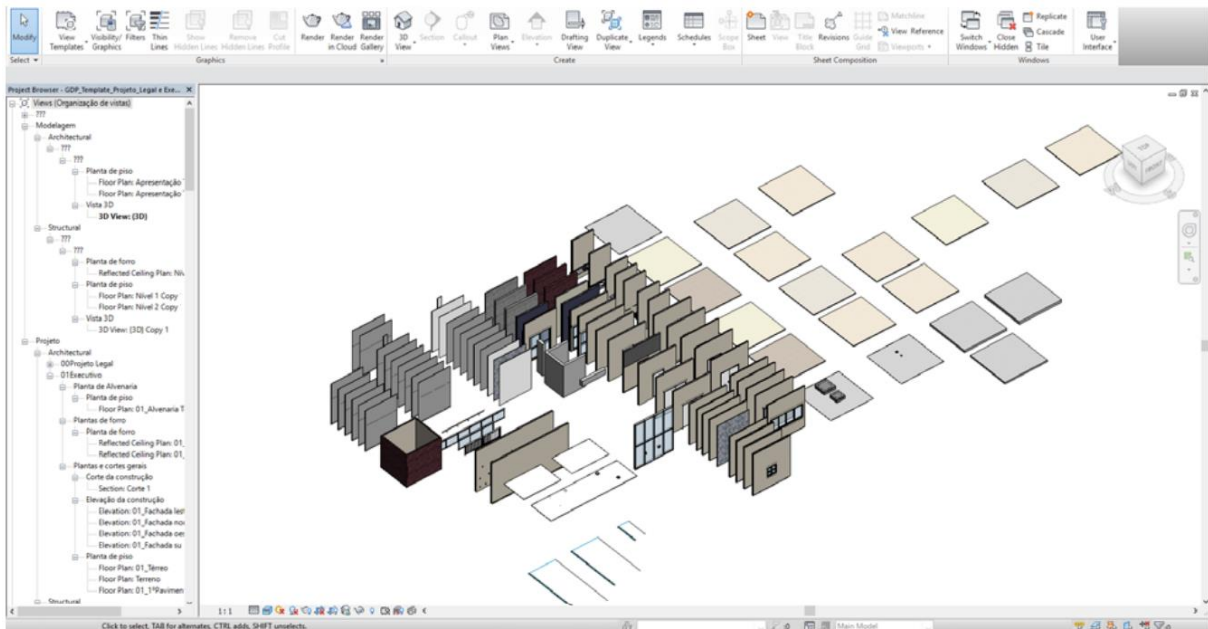 Modify
View Templates
Visibility/ Graphics
Filters
Thin Lines
Show Hidden Lines
Remove Hidden Lines
Cut Profile
Render
Render in Cloud
Render Gallery
3D View
Section
Callout
Plan Views
Elevation
Drafting View
Duplicate View
Legends
Schedules
Scope Box
Sheet
View
Title Block
Revisions
Guide Grid
Matchline
View Reference
Viewports
Switch Windows
Close Hidden
Replicate
Cascade
Tile
User Interface
Select
Graphics
Create
Sheet Composition
Windows
Project Browser - GDP_Template_Projeto_Legal e Exe...
Views (Organização de vistas)
???
Modelagem
Architectural
???
???
Planta de piso
Floor Plan: Apresentação
Floor Plan: Apresentação
Vista 3D
3D View: {3D}
Structural
???
???
Planta de forro
Reflected Ceiling Plan: Nív
Planta de piso
Floor Plan: Nível 1 Copy
Floor Plan: Nível 2 Copy
Vista 3D
3D View: {3D} Copy 1
Projeto
Architectural
00Projeto Legal
01Executivo
Planta de Alvenaria
Planta de piso
Floor Plan: 01_Alvenaria T
Plantas de forro
Planta de forro
Reflected Ceiling Plan: 01_
Reflected Ceiling Plan: 01_
Plantas e cortes gerais
Corte da construção
Section: Corte 1
Elevação da construção
Elevation: 01_Fachada lest
Elevation: 01_Fachada nor
Elevation: 01_Fachada oes
Elevation: 01_Fachada su
Planta de piso
Floor Plan: 01_Térreo
Floor Plan: Terreno
Floor Plan: 01_1ºPavimen
Structural
TOP
FRONT
1:1
Click to select, TAB for alternates, CTRL adds, SHIFT unselects.
Main Model